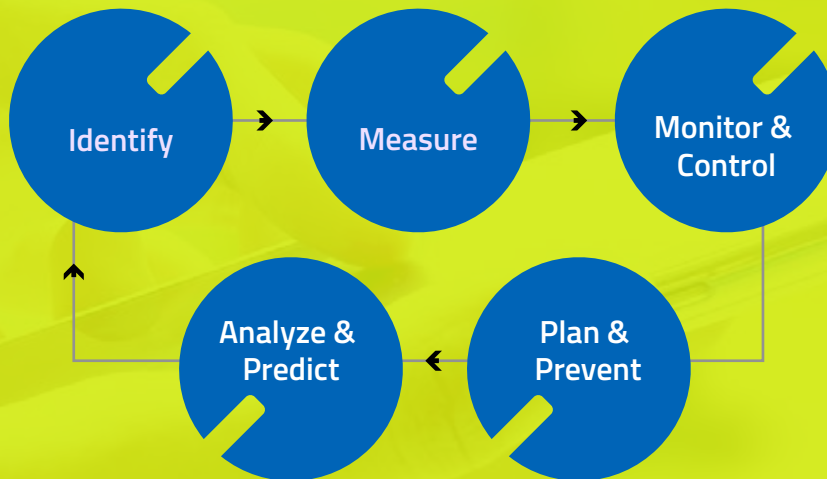 Identify
Measure
Monitor &
Control
Analyze &
Predict
Plan &
Prevent